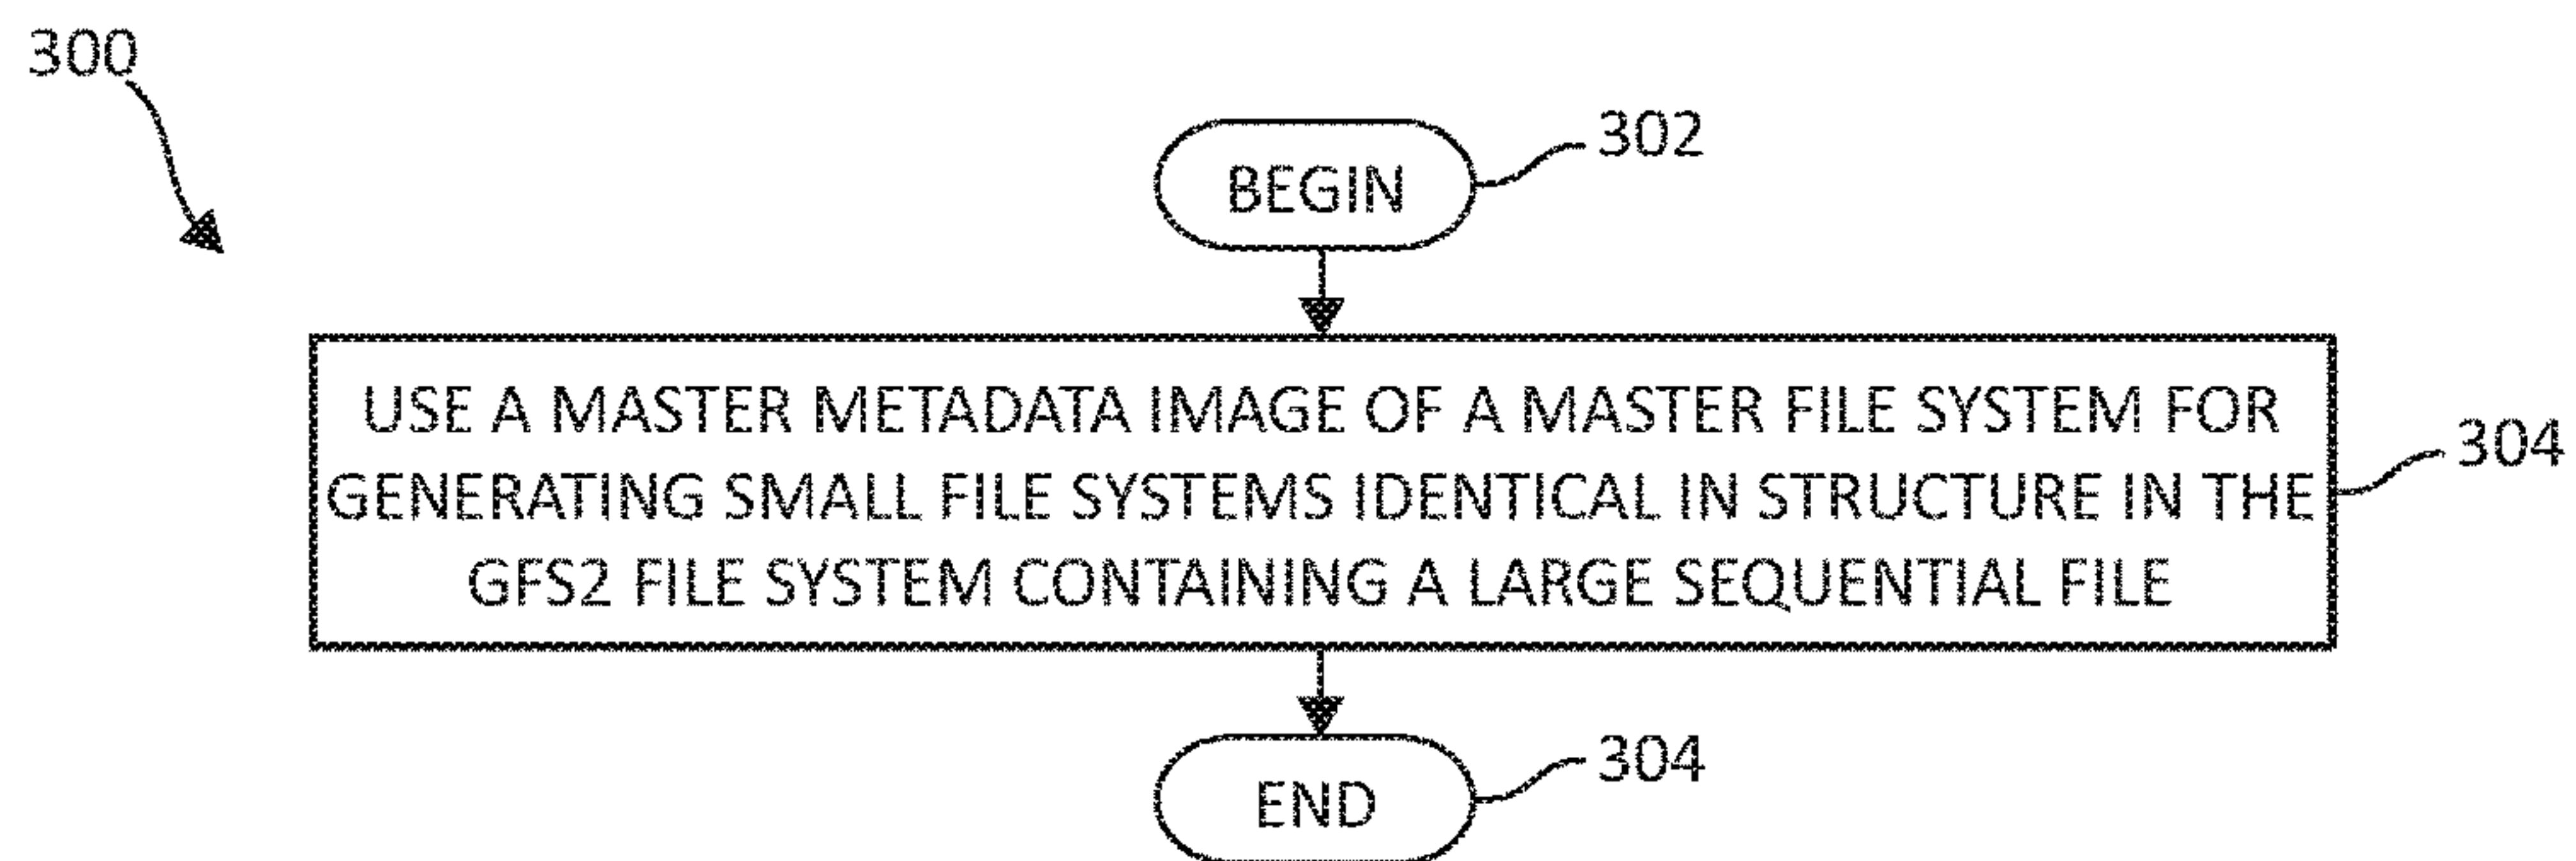 300
BEGIN
302
USE A MASTER METADATA IMAGE OF A MASTER FILE SYSTEM FOR
GENERATING SMALL FILE SYSTEMS IDENTICAL IN STRUCTURE IN THE
GFS2 FILE SYSTEM CONTAINING A LARGE SEQUENTIAL FILE
304
END
304